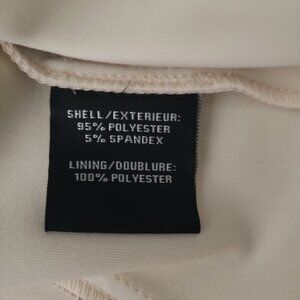 SHELL/EXTERIEUR:
95% POLYESTER
5% SPANDEX
LINING/DOUBLURE:
100% POLYESTER